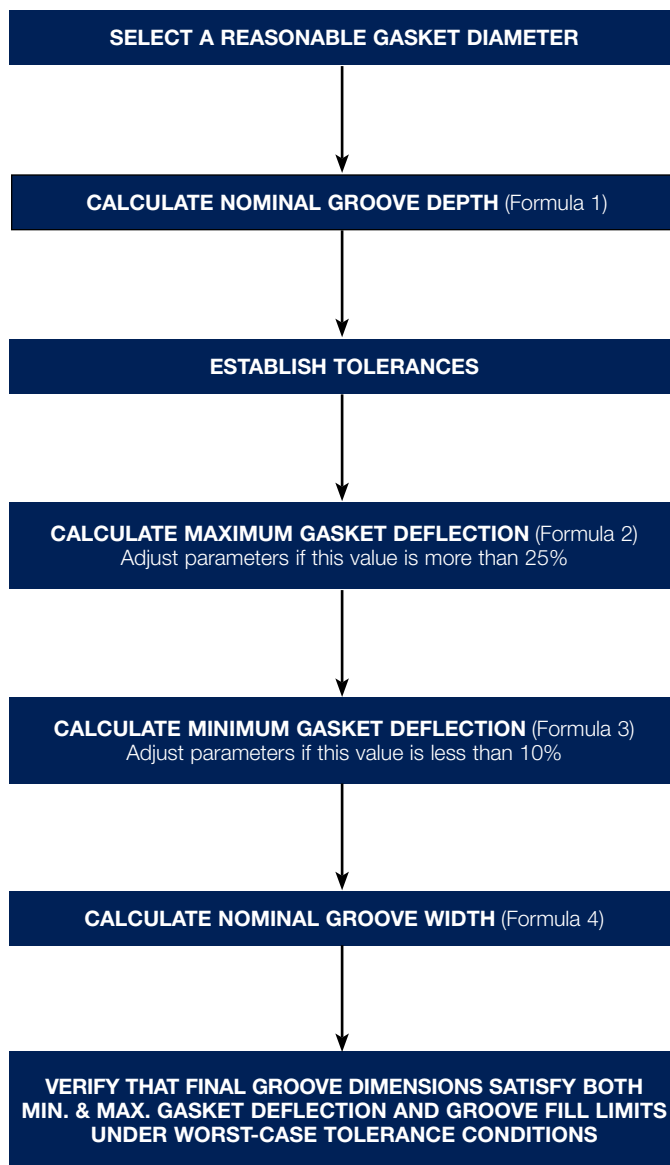 SELECT A REASONABLE GASKET DIAMETER
CALCULATE NOMINAL GROOVE DEPTH (Formula 1)
ESTABLISH TOLERANCES
CALCULATE MAXIMUM GASKET DEFLECTION (Formula 2)
Adjust parameters if this value is more than 25%
CALCULATE MINIMUM GASKET DEFLECTION (Formula 3)
Adjust parameters if this value is less than 10%
CALCULATE NOMINAL GROOVE WIDTH (Formula 4)
VERIFY THAT FINAL GROOVE DIMENSIONS SATISFY BOTH
MIN. & MAX. GASKET DEFLECTION AND GROOVE FILL LIMITS
UNDER WORST-CASE TOLERANCE CONDITIONS